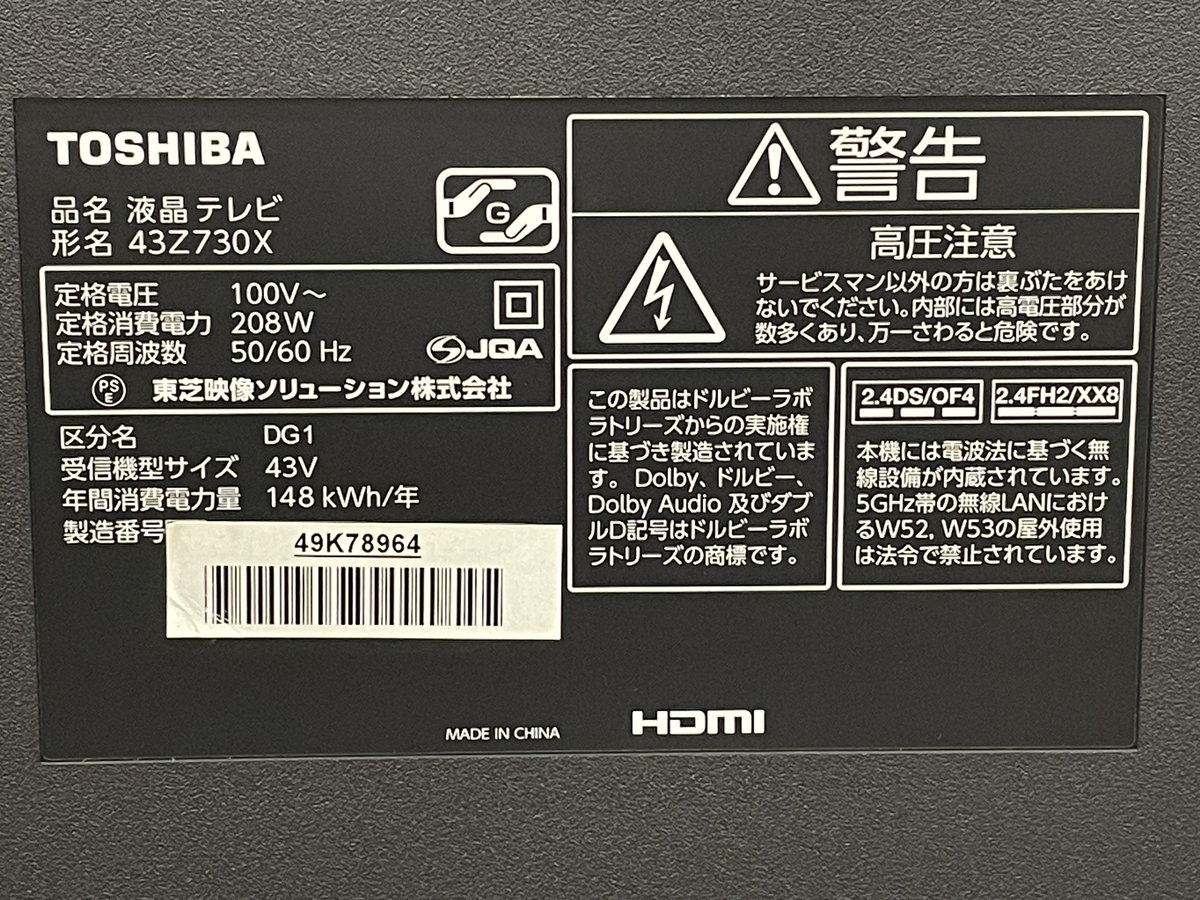 TOSHIBA
品名 液晶テレビ
形名 43Z730X
G
定格電圧 100V～
定格消費電力 208W
定格周波数 50/60 Hz
JQA
PS
E
東芝映像ソリューション株式会社
区分名 DG1
受信機型サイズ 43V
年間消費電力量 148 kWh/年
製造番号
49K78964
MADE IN CHINA
HDMI
警告
高圧注意
サービスマン以外の方は裏ぶたをあけ
ないでください。内部には高電圧部分が
数多くあり、万一さわると危険です。
この製品はドルビーラボ
ラトリーズからの実施権
に基づき製造されていま
す。Dolby、ドルビー、
Dolby Audio 及びダブ
ルD記号はドルビーラボ
ラトリーズの商標です。
2.4DS/OF4 2.4FH2/XX8
本機には電波法に基づく無
線設備が内蔵されています。
5GHz帯の無線LANにおけ
るW52, W53の屋外使用
は法令で禁止されています。